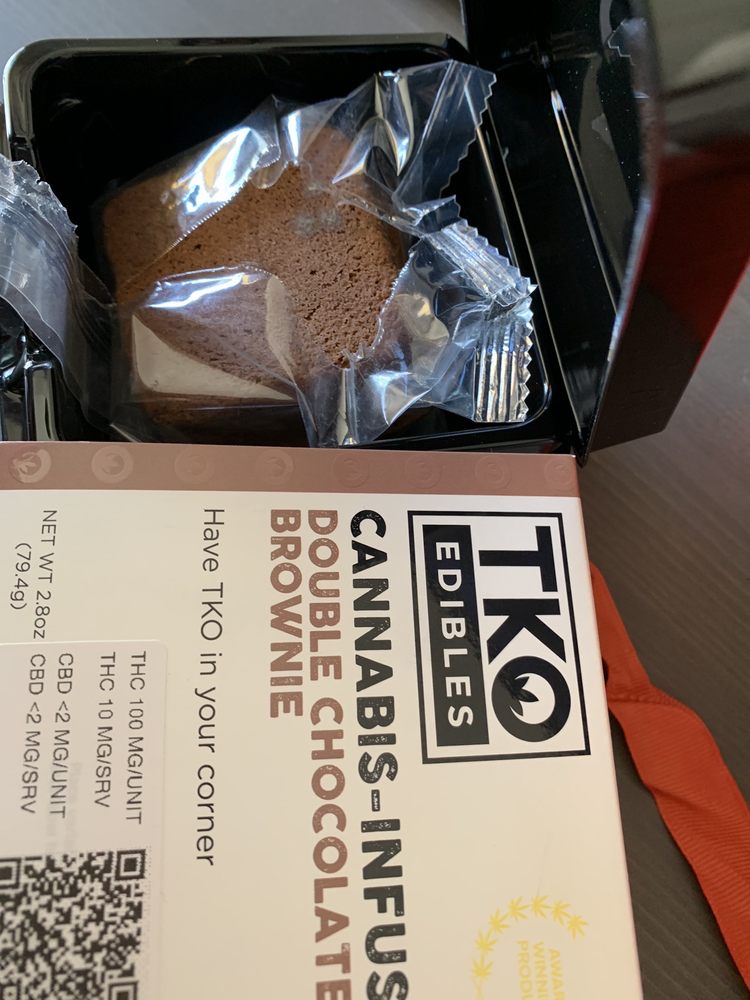 TKO
EDIBLES
CANNABIS-INFUS
DOUBLE CHOCOLATE
BROWNIE
Have TKO in your corner
NET WT 2.8oz
(79.4g)
THC 100 MG/UNIT
THC 10 MG/SRV
CBD <2 MG/UNIT
CBD <2 MG/SRV